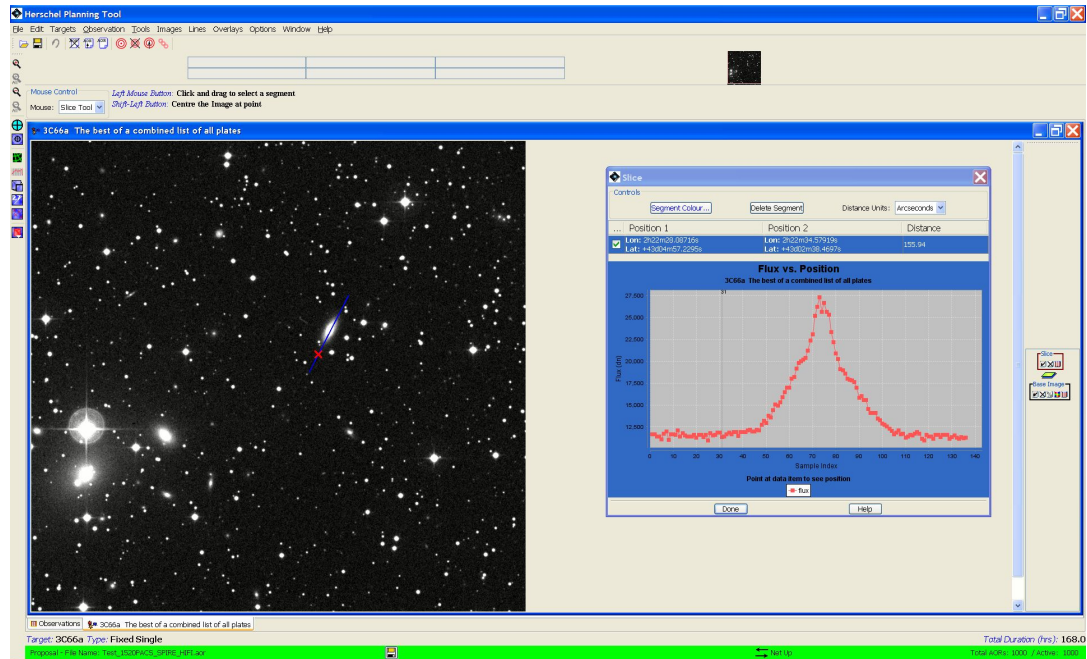 Herschel Planning Tool
File Edit Targets Observation Tools Images Lines Overlays Options Window Help
Mouse Control
Left Mouse Button: Click and drag to select a segment
Mouse: Slice Tool
Shift-Left Button: Centre the Image at point
3C66a The best of a combined list of all plates
Slice
Controls
Segment Colour...
Delete Segment
Distance Units: Arcseconds
... Position 1 Position 2 Distance
Lon: 2h22m28.08716s Lon: 2h22m34.57919s
Lat: +43d04m57.2295s Lat: +43d02m38.4697s
155.94
Flux vs. Position
3C66a The best of a combined list of all plates
31
27,500
25,000
22,500
20,000
17,500
15,000
12,500
Flux (dn)
0 10 20 30 40 50 60 70 80 90 100 110 120 130 140
Sample Index
Point at data item to see position
flux
Done Help
Slice
Base Image
Observations 3C66a The best of a combined list of all plates
Target: 3C66a Type: Fixed Single
Total Duration (hrs): 168.0
Proposal - File Name: Test_1520PACS_SPIRE_HIFI.aor
Net Up
Total AORs: 1000 / Active: 1000